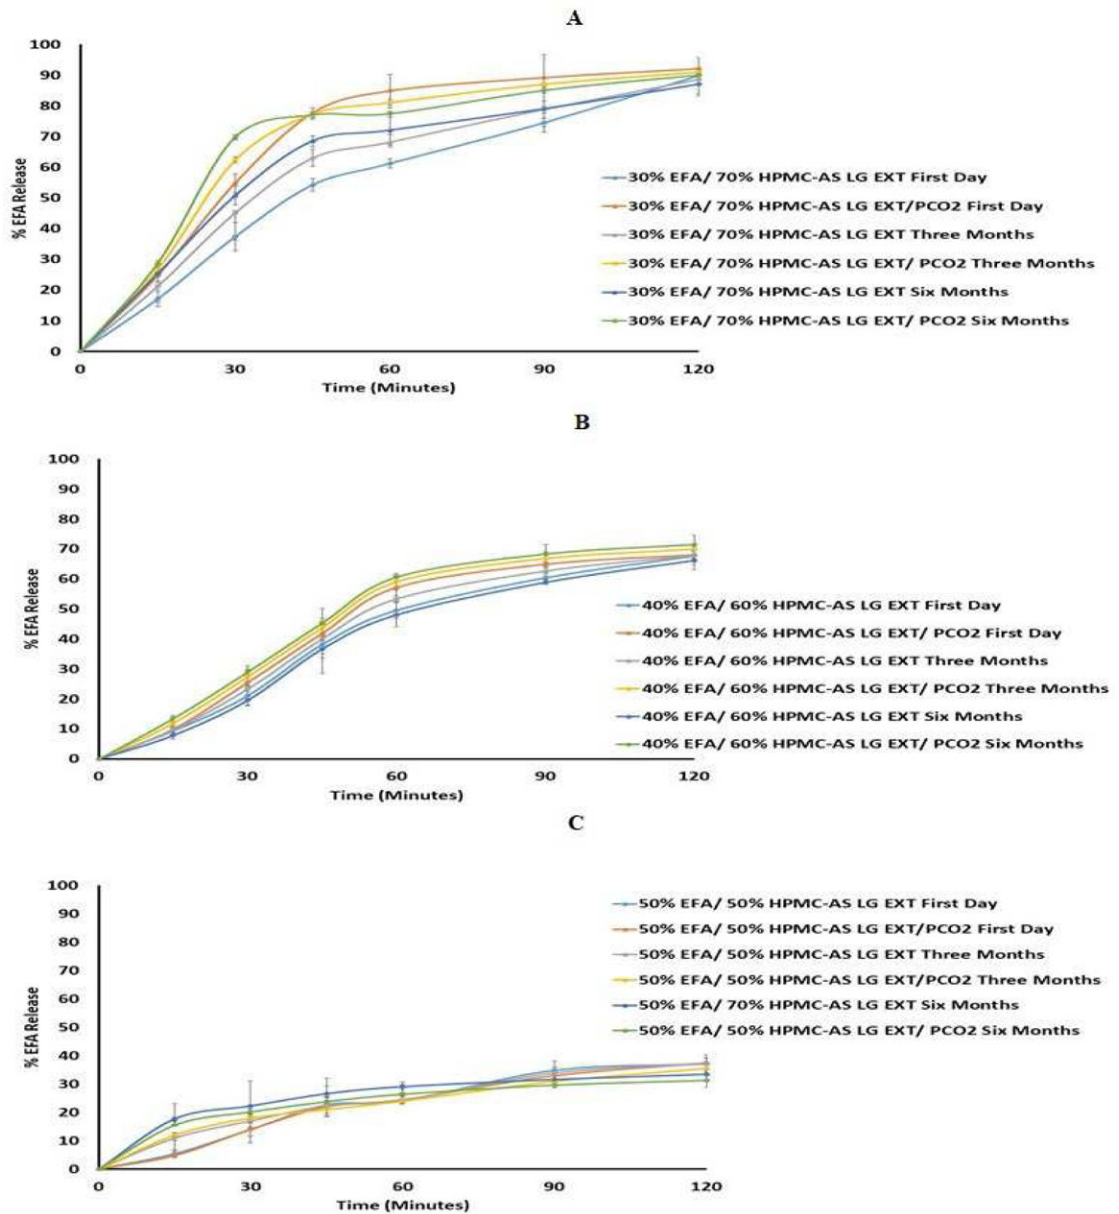 A
100
90
80
70
60
50
40
30
20
10
0
% EFA Release
0 30 60 90 120
Time (Minutes)
30% EFA/ 70% HPMC-AS LG EXT First Day
30% EFA/ 70% HPMC-AS LG EXT/PCO2 First Day
30% EFA/ 70% HPMC-AS LG EXT Three Months
30% EFA/ 70% HPMC-AS LG EXT/ PCO2 Three Months
30% EFA/ 70% HPMC-AS LG EXT Six Months
30% EFA/ 70% HPMC-AS LG EXT/ PCO2 Six Months
B
100
90
80
70
60
50
40
30
20
10
0
% EFA Release
0 30 60 90 120
Time (Minutes)
40% EFA/ 60% HPMC-AS LG EXT First Day
40% EFA/ 60% HPMC-AS LG EXT/ PCO2 First Day
40% EFA/ 60% HPMC-AS LG EXT Three Months
40% EFA/ 60% HPMC-AS LG EXT/ PCO2 Three Months
40% EFA/ 60% HPMC-AS LG EXT Six Months
40% EFA/ 60% HPMC-AS LG EXT/ PCO2 Six Months
C
100
90
80
70
60
50
40
30
20
10
0
% EFA Release
0 30 60 90 120
Time (Minutes)
50% EFA/ 50% HPMC-AS LG EXT First Day
50% EFA/ 50% HPMC-AS LG EXT/PCO2 First Day
50% EFA/ 50% HPMC-AS LG EXT Three Months
50% EFA/ 50% HPMC-AS LG EXT/PCO2 Three Months
50% EFA/ 70% HPMC-AS LG EXT Six Months
50% EFA/ 50% HPMC-AS LG EXT/ PCO2 Six Months